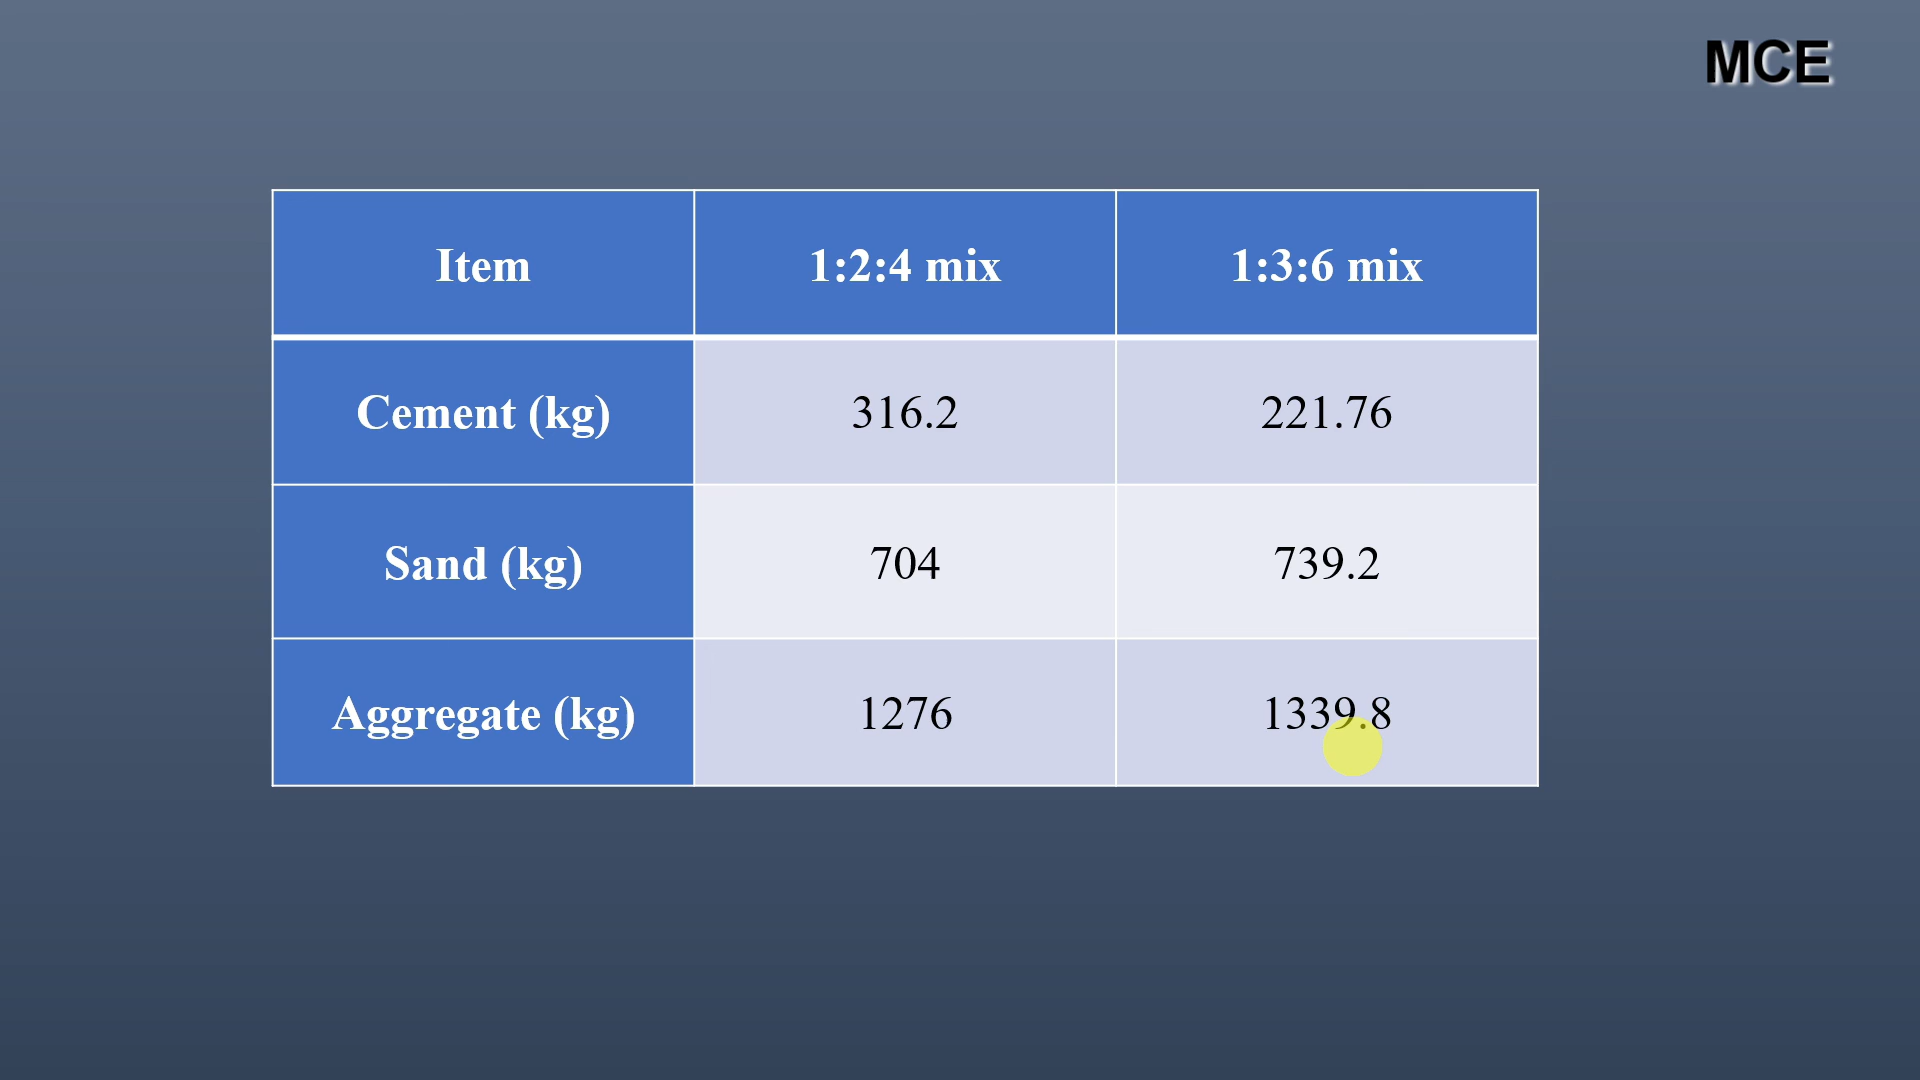 MCE
Item 1:2:4 mix 1:3:6 mix
Cement (kg) 316.2 221.76
Sand (kg) 704 739.2
Aggregate (kg) 1276 1339.8